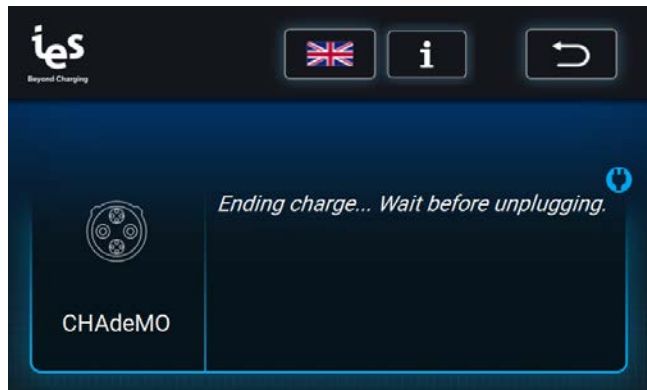 ies
Beyond Charging
i
Ending charge... Wait before unplugging.
CHAdeMO